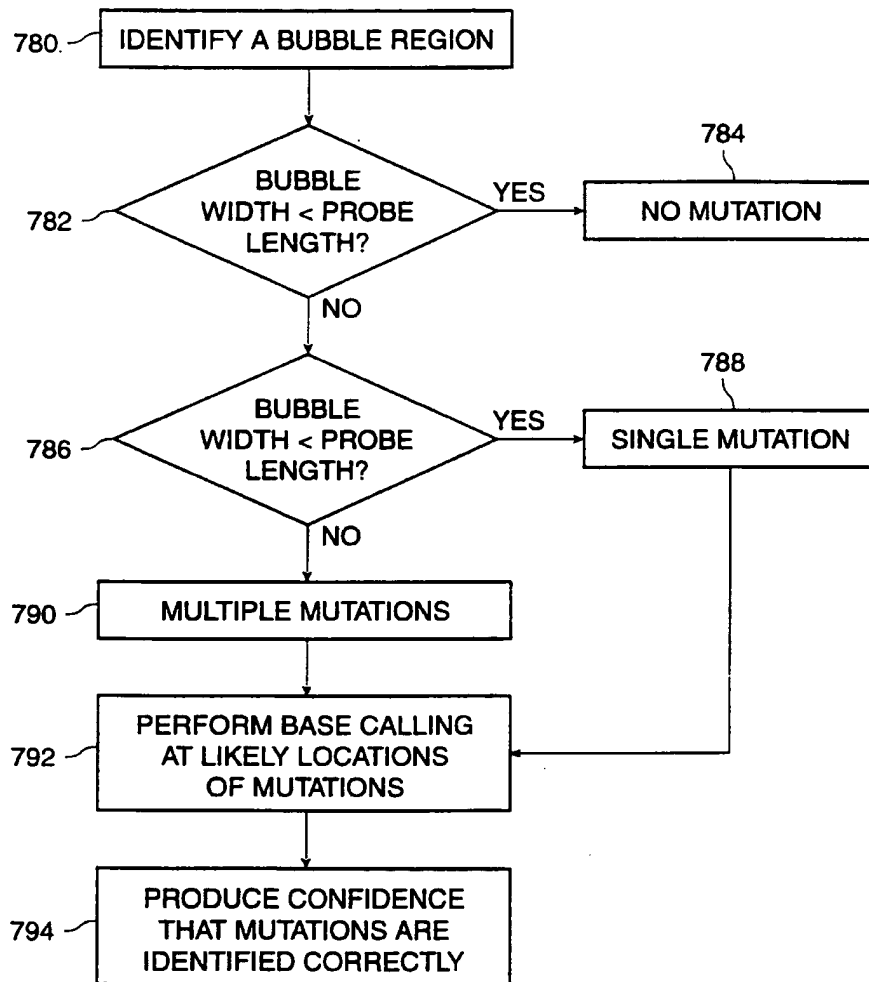 780.
IDENTIFY A BUBBLE REGION
782
BUBBLE
WIDTH < PROBE
LENGTH?
YES
784
NO MUTATION
NO
786
BUBBLE
WIDTH < PROBE
LENGTH?
YES
788
SINGLE MUTATION
NO
790
MULTIPLE MUTATIONS
792
PERFORM BASE CALLING
AT LIKELY LOCATIONS
OF MUTATIONS
794
PRODUCE CONFIDENCE
THAT MUTATIONS ARE
IDENTIFIED CORRECTLY